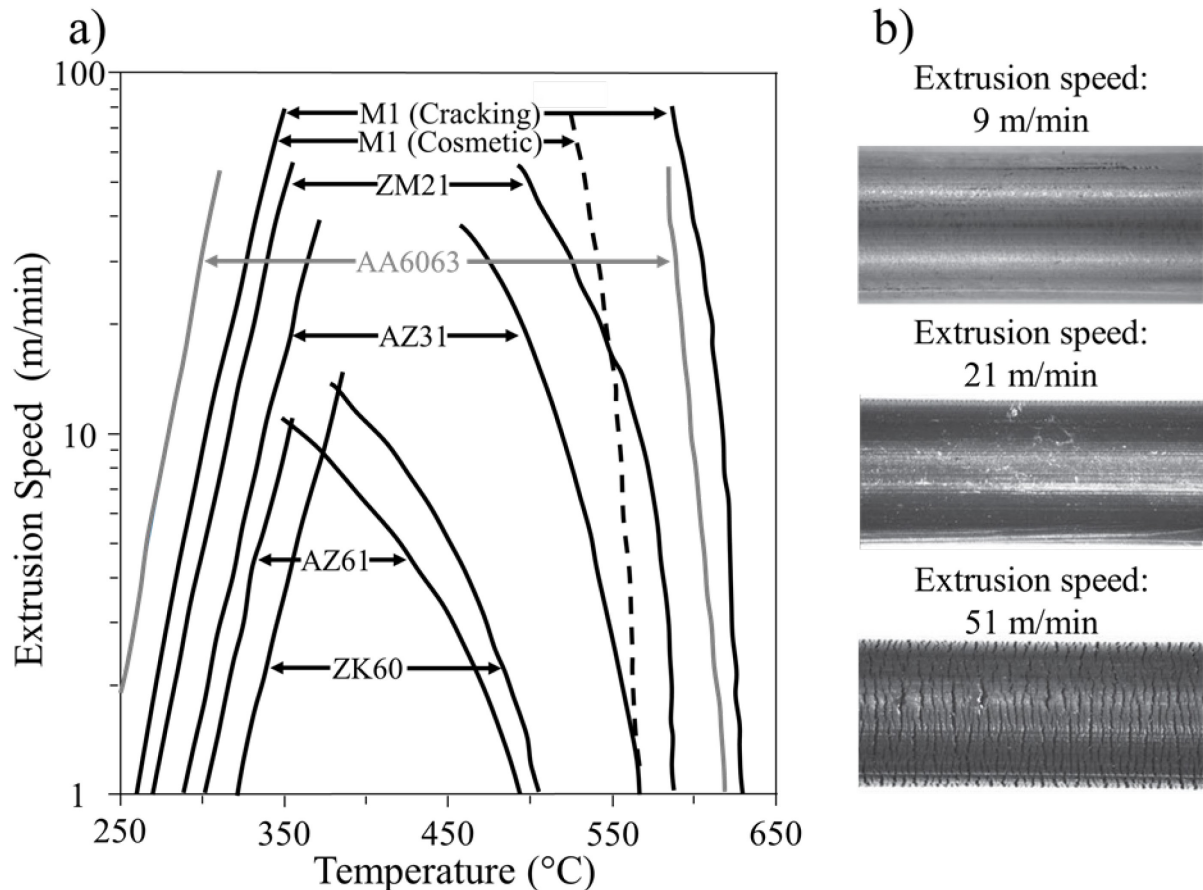 a)
100
10
1
Extrusion Speed (m/min)
M1 (Cracking)
M1 (Cosmetic)
ZM21
AA6063
AZ31
AZ61
ZK60
250
350
450
550
650
Temperature (°C)
b)
Extrusion speed:
9 m/min
Extrusion speed:
21 m/min
Extrusion speed:
51 m/min